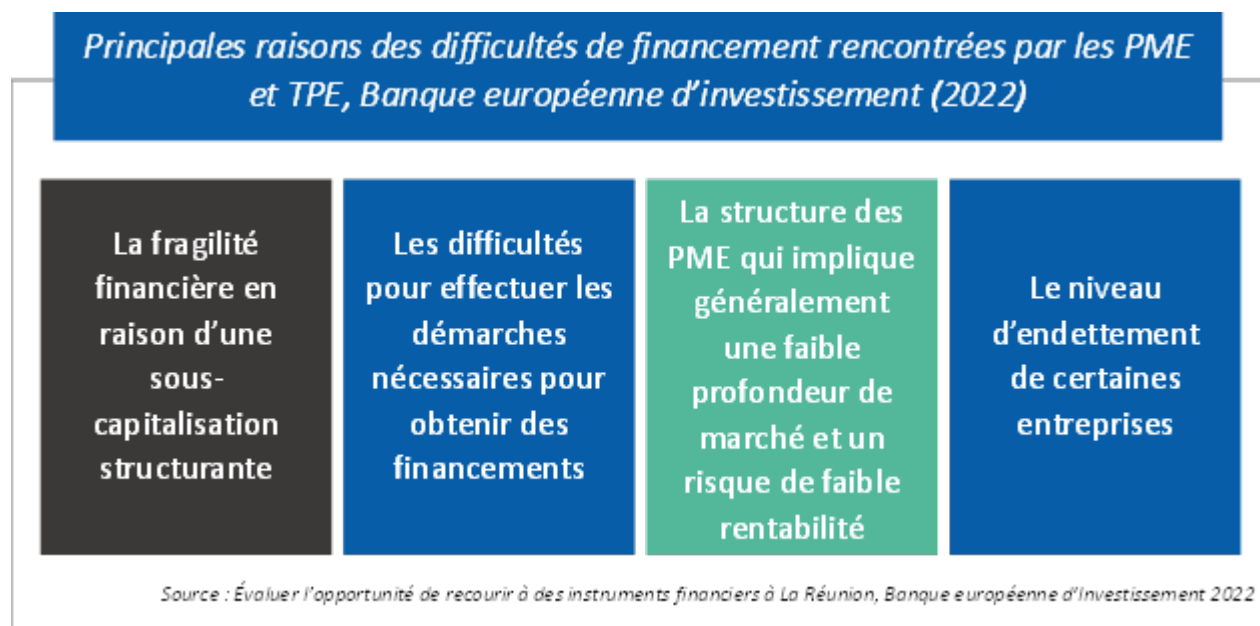 Principales raisons des difficultés de financement rencontrées par les PME
et TPE, Banque européenne d'investissement (2022)
La fragilité
financière en
raison d'une
sous-
capitalisation
structurante
Les difficultés
pour effectuer les
démarches
nécessaires pour
obtenir des
financements
La structure des
PME qui implique
généralement
une faible
profondeur de
marché et un
risque de faible
rentabilité
Le niveau
d'endettement
de certaines
entreprises
Source : Évaluer l'opportunité de recourir à des instruments financiers à La Réunion, Banque européenne d'Investissement 2022